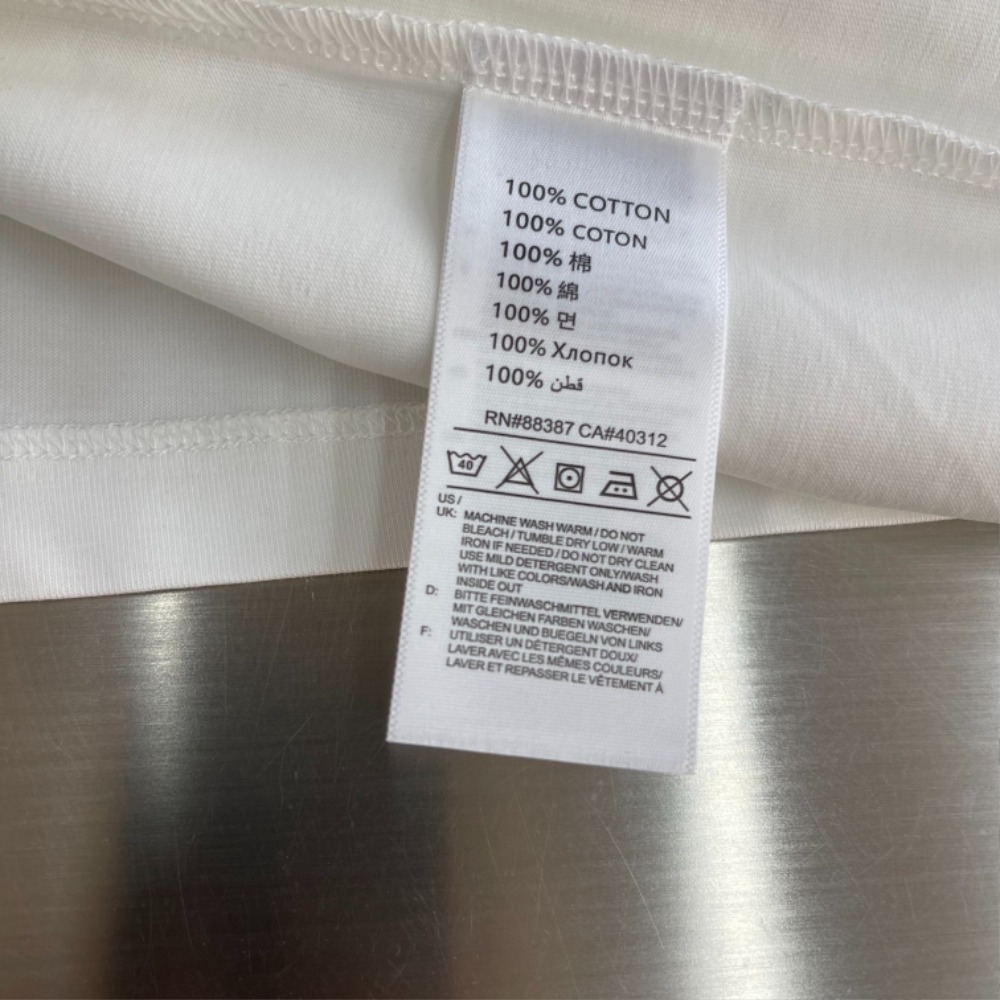 100% COTTON
100% COTON
100% 棉
100% 綿
100% 면
100% Хлопок
100% قطن
RN#88387 CA#40312
40
US /
UK: MACHINE WASH WARM / DO NOT
BLEACH / TUMBLE DRY LOW / WARM
IRON IF NEEDED / DO NOT DRY CLEAN
USE MILD DETERGENT ONLY/WASH
WITH LIKE COLORS/WASH AND IRON
INSIDE OUT
D: BITTE FEINWASCHMITTEL VERWENDEN/
MIT GLEICHEN FARBEN WASCHEN/
WASCHEN UND BUEGELN VON LINKS
F: UTILISER UN DÉTERGENT DOUX/
LAVER AVEC LES MÊMES COULEURS/
LAVER ET REPASSER LE VÊTEMENT À